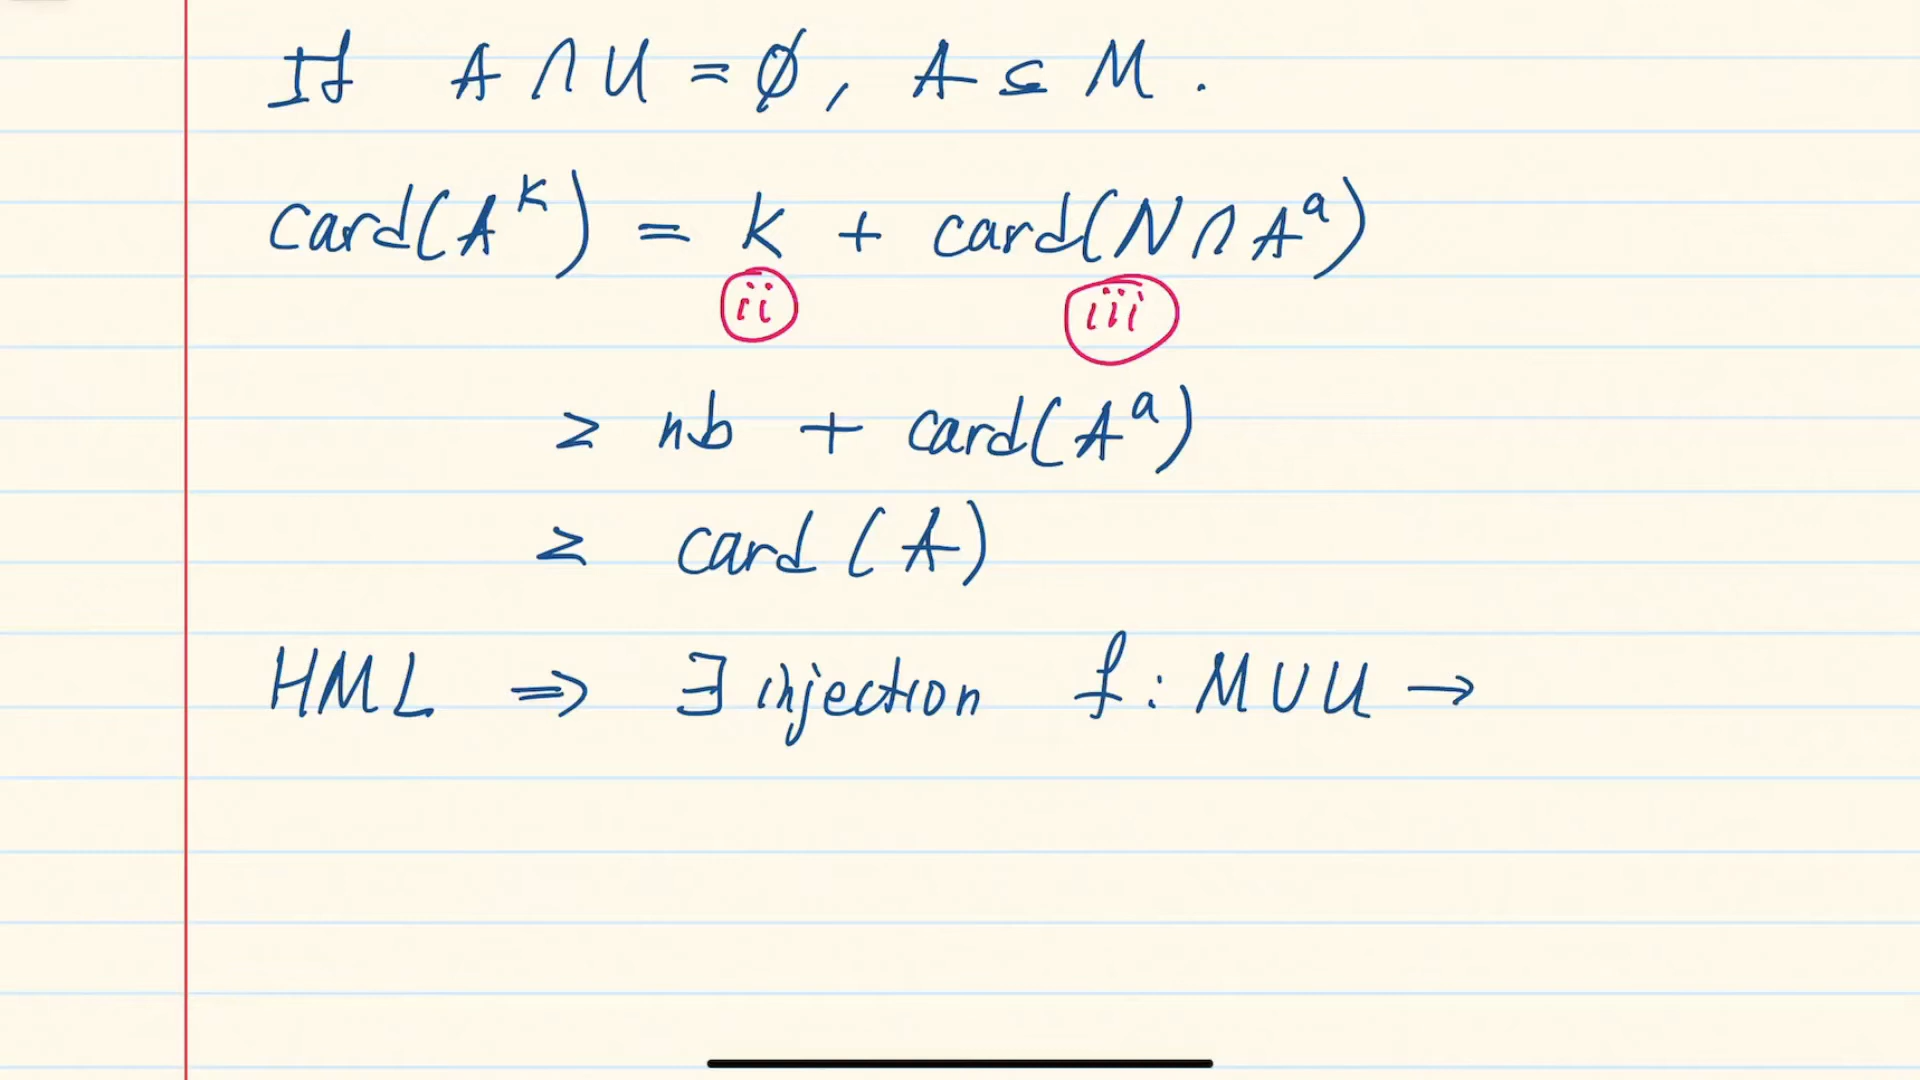 If A ∩ U = ∅, A ⊆ M.
card(A^k) = k + card(N ∩ A^a)
ii iii
≥ nb + card(A^a)
≥ card(A)
HML ⇒ ∃ injection f: M ∪ U →